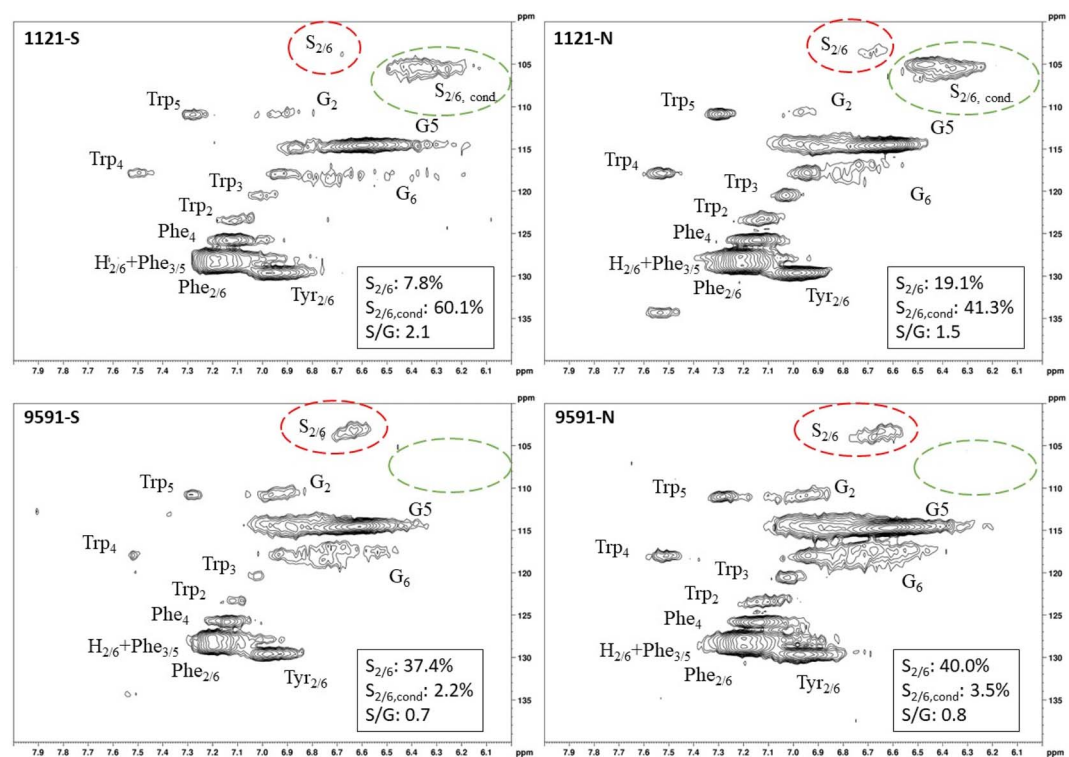 1121-S
S2/6
S2/6, cond
Trp5
G2
G5
Trp4
Trp3
G6
Trp2
Phe4
H2/6+Phe3/5
Phe2/6
Tyr2/6
S2/6: 7.8%
S2/6,cond: 60.1%
S/G: 2.1
ppm
105
110
115
120
125
130
135
7.9 7.8 7.7 7.6 7.5 7.4 7.3 7.2 7.1 7.0 6.9 6.8 6.7 6.6 6.5 6.4 6.3 6.2 6.1 ppm
1121-N
S2/6
S2/6, cond
Trp5
G2
G5
Trp4
Trp3
G6
Trp2
Phe4
H2/6+Phe3/5
Phe2/6
Tyr2/6
S2/6: 19.1%
S2/6,cond: 41.3%
S/G: 1.5
ppm
105
110
115
120
125
130
135
7.9 7.8 7.7 7.6 7.5 7.4 7.3 7.2 7.1 7.0 6.9 6.8 6.7 6.6 6.5 6.4 6.3 6.2 6.1 ppm
9591-S
S2/6
Trp5
G2
G5
Trp4
Trp3
G6
Trp2
Phe4
H2/6+Phe3/5
Phe2/6
Tyr2/6
S2/6: 37.4%
S2/6,cond: 2.2%
S/G: 0.7
ppm
105
110
115
120
125
130
135
7.9 7.8 7.7 7.6 7.5 7.4 7.3 7.2 7.1 7.0 6.9 6.8 6.7 6.6 6.5 6.4 6.3 6.2 6.1 ppm
9591-N
S2/6
Trp5
G2
G5
Trp4
Trp3
G6
Trp2
Phe4
H2/6+Phe3/5
Phe2/6
Tyr2/6
S2/6: 40.0%
S2/6,cond: 3.5%
S/G: 0.8
ppm
105
110
115
120
125
130
135
7.9 7.8 7.7 7.6 7.5 7.4 7.3 7.2 7.1 7.0 6.9 6.8 6.7 6.6 6.5 6.4 6.3 6.2 6.1 ppm